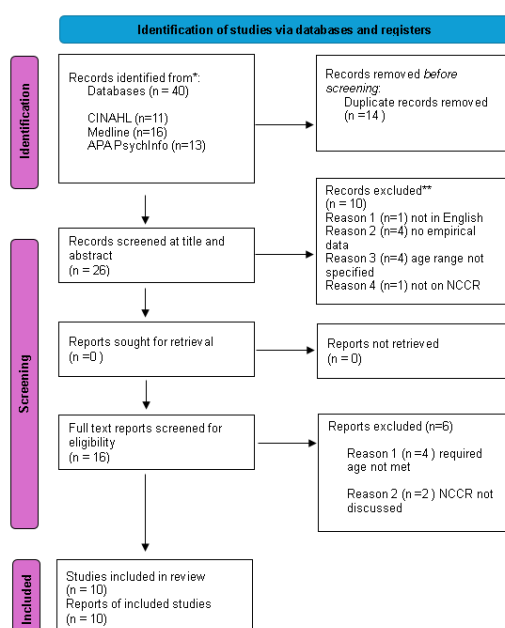 Identification of studies via databases and registers
Identification
Records identified from*:
Databases (n = 40)
CINAHL (n=11)
Medline (n=16)
APA PsychInfo (n=13)
Records removed before
screening:
Duplicate records removed
(n =14 )
Screening
Records screened at title and
abstract
(n = 26)
Records excluded**
(n = 10)
Reason 1 (n=1) not in English
Reason 2 (n=4) no empirical
data
Reason 3 (n=4) age range not
specified
Reason 4 (n=1) not on NCCR
Reports sought for retrieval
(n =0 )
Reports not retrieved
(n = 0)
Full text reports screened for
eligibility
(n = 16)
Reports excluded (n=6)
Reason 1 (n =4 ) required
age not met
Reason 2 (n =2 ) NCCR not
discussed
Included
Studies included in review
(n = 10)
Reports of included studies
(n = 10)